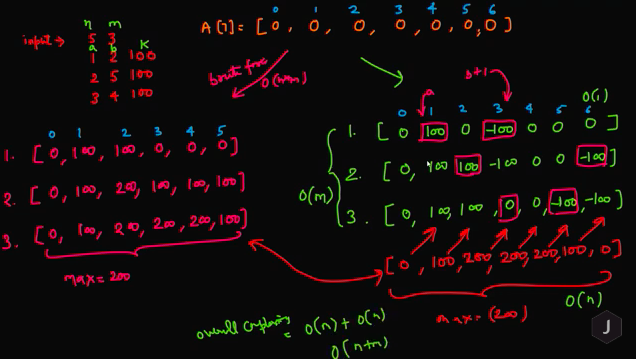 n m
input → 5 3
a b K
1 2 100
2 5 100
3 4 100
0 1 2 3 4 5 6
A[7] = [0, 0, 0, 0, 0, 0, 0]
brute force
O(n*m)
0 1 2 3 4 5
1. [0, 100, 100, 0, 0, 0]
2. [0, 100, 200, 100, 100, 100]
3. [0, 100, 200, 200, 200, 100]
max = 200
a b+1
0 1 2 3 4 5 6 O(1)
1. [0 100 0 -100 0 0 0]
2. [0, 100 100 -100 0 0 -100]
O(m)
3. [0, 100, 100, 0, 0, -100, -100]
[0, 100, 200, 200, 200, 100, 0]
max = (200)
O(n)
overall = O(n) + O(n)
O(n+m)
J